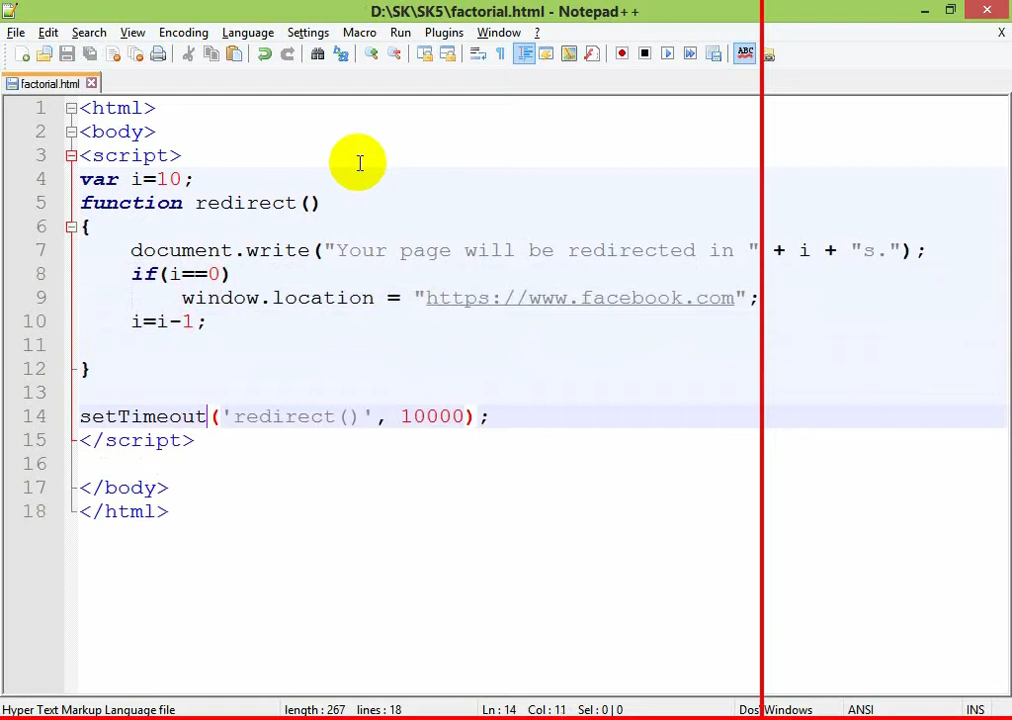 D:\SK\SK5\factorial.html - Notepad++
File Edit Search View Encoding Language Settings Macro Run Plugins Window ? X
ABC
factorial.html
1 <html>
2 <body>
3 <script>
4 var i=10;
5 function redirect()
6 {
7 document.write("Your page will be redirected in " + i + "s.");
8 if(i==0)
9 window.location = "https://www.facebook.com";
10 i=i-1;
11
12 }
13
14 setTimeout('redirect()', 10000);
15 </script>
16
17 </body>
18 </html>
Hyper Text Markup Language file length : 267 lines : 18 Ln : 14 Col : 11 Sel : 0 | 0 Dos\Windows ANSI INS